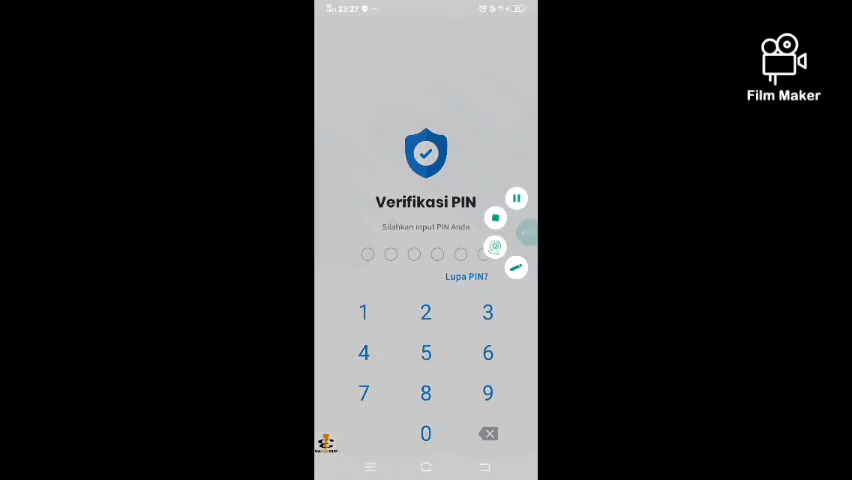 23:27
Film Maker
Verifikasi PIN
Silahkan input PIN Anda
Lupa PIN?
1 2 3
4 5 6
7 8 9
0